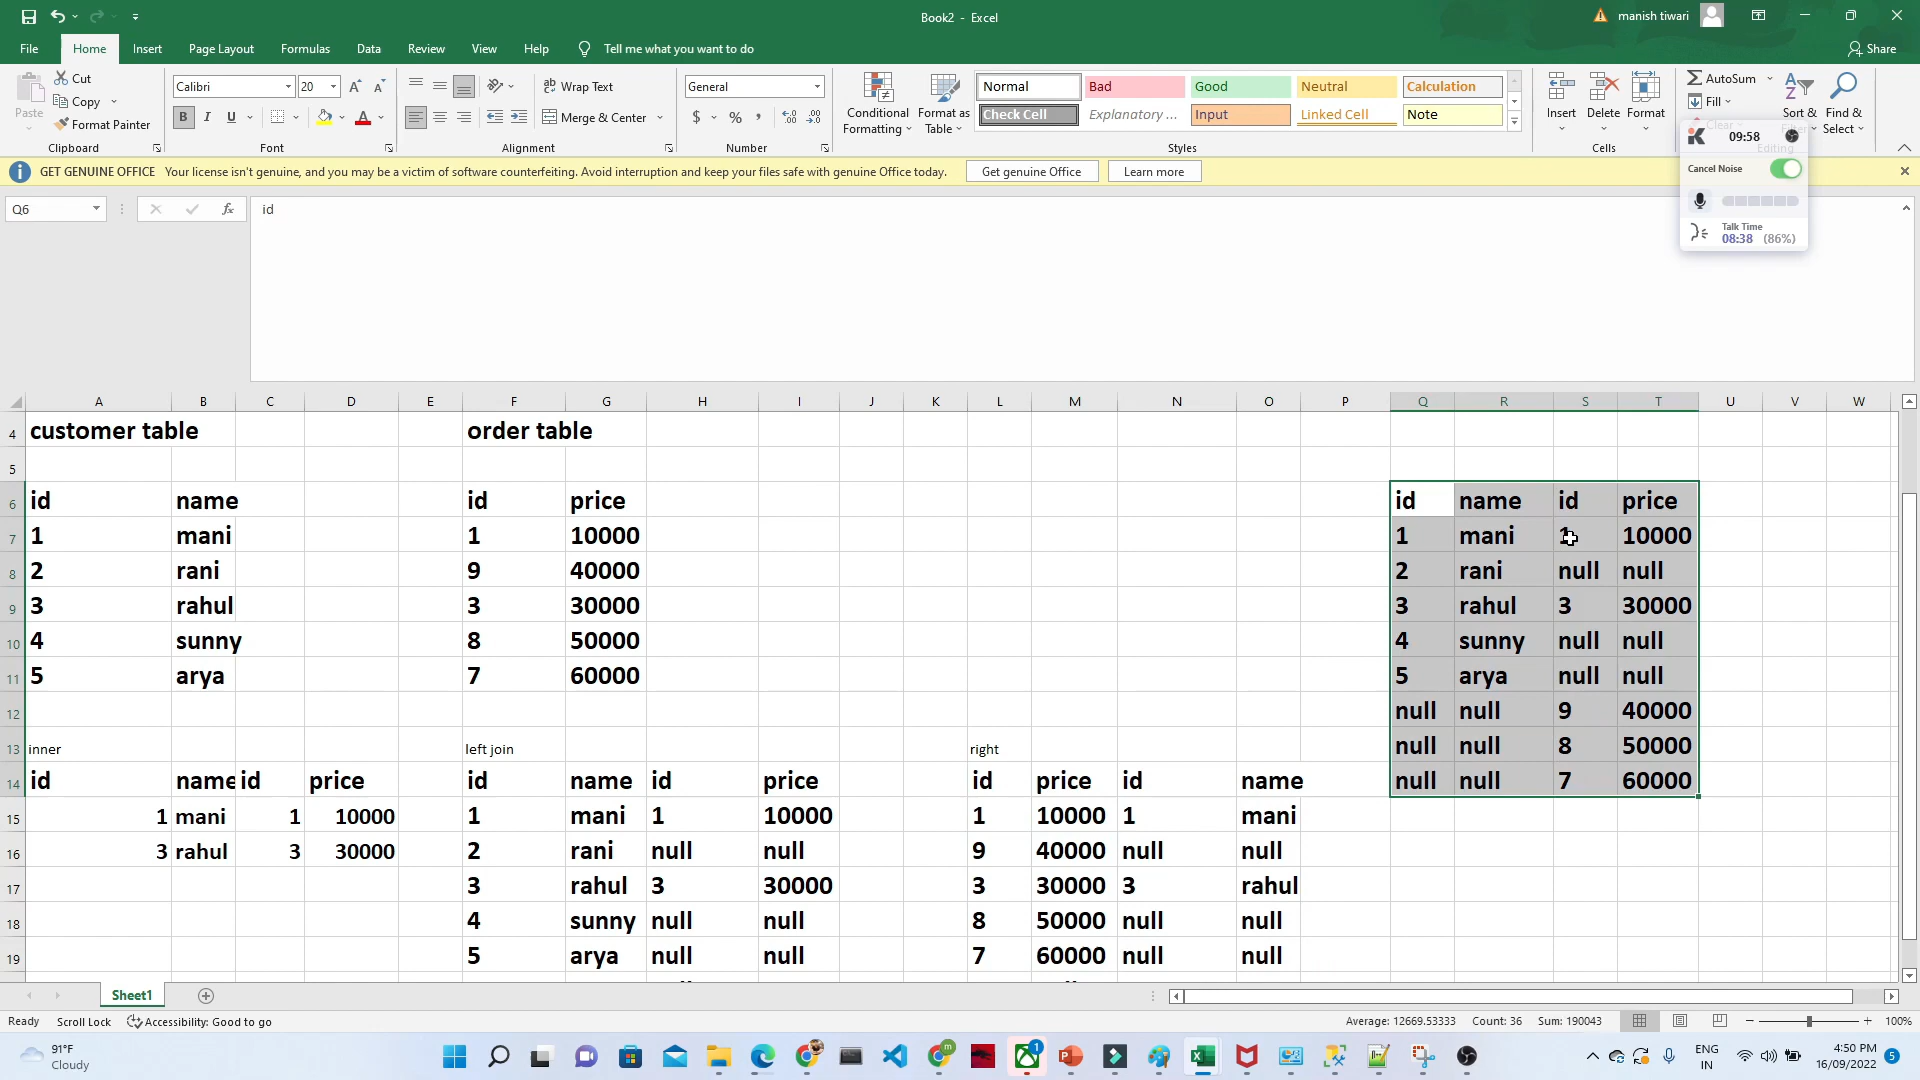 Book2 - Excel
manish tiwari
File Home Insert Page Layout Formulas Data Review View Help Tell me what you want to do Share
Paste
Cut
Copy
Format Painter
Clipboard
Calibri 20
B I U
Font
Wrap Text
Merge & Center
Alignment
General
$ % ,
Number
Conditional Formatting
Format as Table
Normal Bad Good Neutral Calculation
Check Cell Explanatory ... Input Linked Cell Note
Styles
Insert Delete Format
Cells
AutoSum
Fill
Clear
Sort &
Find & Select
Editing
09:58
Cancel Noise
Talk Time
08:38 (86%)
GET GENUINE OFFICE Your license isn't genuine, and you may be a victim of software counterfeiting. Avoid interruption and keep your files safe with genuine Office today. Get genuine Office Learn more
Q6 fx id
A B C D E F G H I J K L M N O P Q R S T U V W
4 customer table order table
5
6 id name id price id name id price
7 1 mani 1 10000 1 mani 1 10000
8 2 rani 9 40000 2 rani null null
9 3 rahul 3 30000 3 rahul 3 30000
10 4 sunny 8 50000 4 sunny null null
11 5 arya 7 60000 5 arya null null
12 null null 9 40000
13 inner left join right null null 8 50000
14 id name id price id name id price id price id name null null 7 60000
15 1 mani 1 10000 1 mani 1 10000 1 10000 1 mani
16 3 rahul 3 30000 2 rani null null 9 40000 null null
17 3 rahul 3 30000 3 30000 3 rahul
18 4 sunny null null 8 50000 null null
19 5 arya null null 7 60000 null null
Sheet1
Ready Scroll Lock Accessibility: Good to go Average: 12669.53333 Count: 36 Sum: 190043 100%
91°F
Cloudy
m
1
ENG
IN
4:50 PM
16/09/2022
5